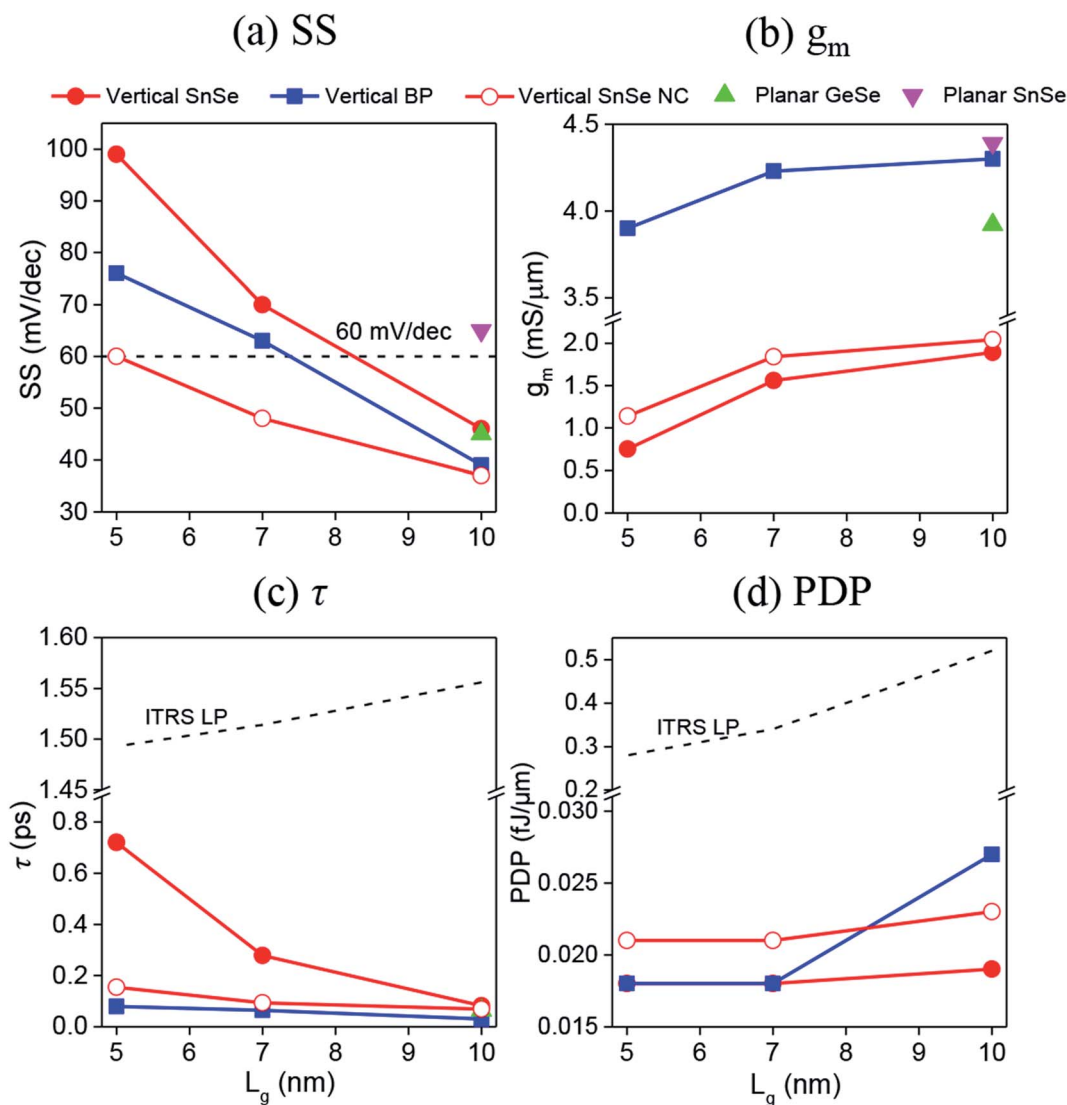 (a) SS (b) gₘ
Vertical SnSe Vertical BP Vertical SnSe NC Planar GeSe Planar SnSe
SS (mV/dec)
100
90
80
70
60
50
40
30
60 mV/dec
5 6 7 8 9 10
gₘ (mS/μm)
4.5
4.0
3.5
2.0
1.5
1.0
0.5
0.0
5 6 7 8 9 10
(c) τ (d) PDP
τ (ps)
1.60
1.55
1.50
1.45
0.8
0.6
0.4
0.2
0.0
ITRS LP
5 6 7 8 9 10
L_g (nm)
PDP (fJ/μm)
0.5
0.4
0.3
0.2
0.030
0.025
0.020
0.015
ITRS LP
5 6 7 8 9 10
L_g (nm)